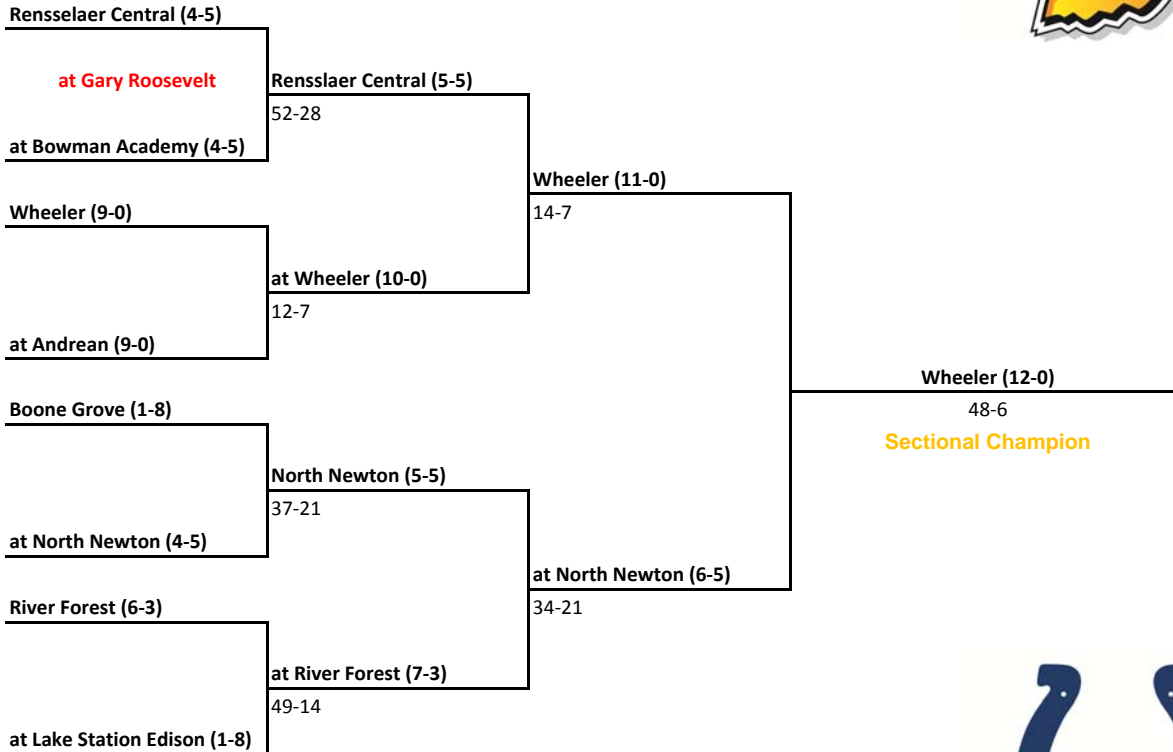 Rensselaer Central (4-5)
at Gary Roosevelt
at Bowman Academy (4-5)
Rensslaer Central (5-5)
52-28
Wheeler (9-0)
at Andrean (9-0)
at Wheeler (10-0)
12-7
Wheeler (11-0)
14-7
Boone Grove (1-8)
at North Newton (4-5)
North Newton (5-5)
37-21
River Forest (6-3)
at Lake Station Edison (1-8)
at River Forest (7-3)
49-14
at North Newton (6-5)
34-21
Wheeler (12-0)
48-6
Sectional Champion